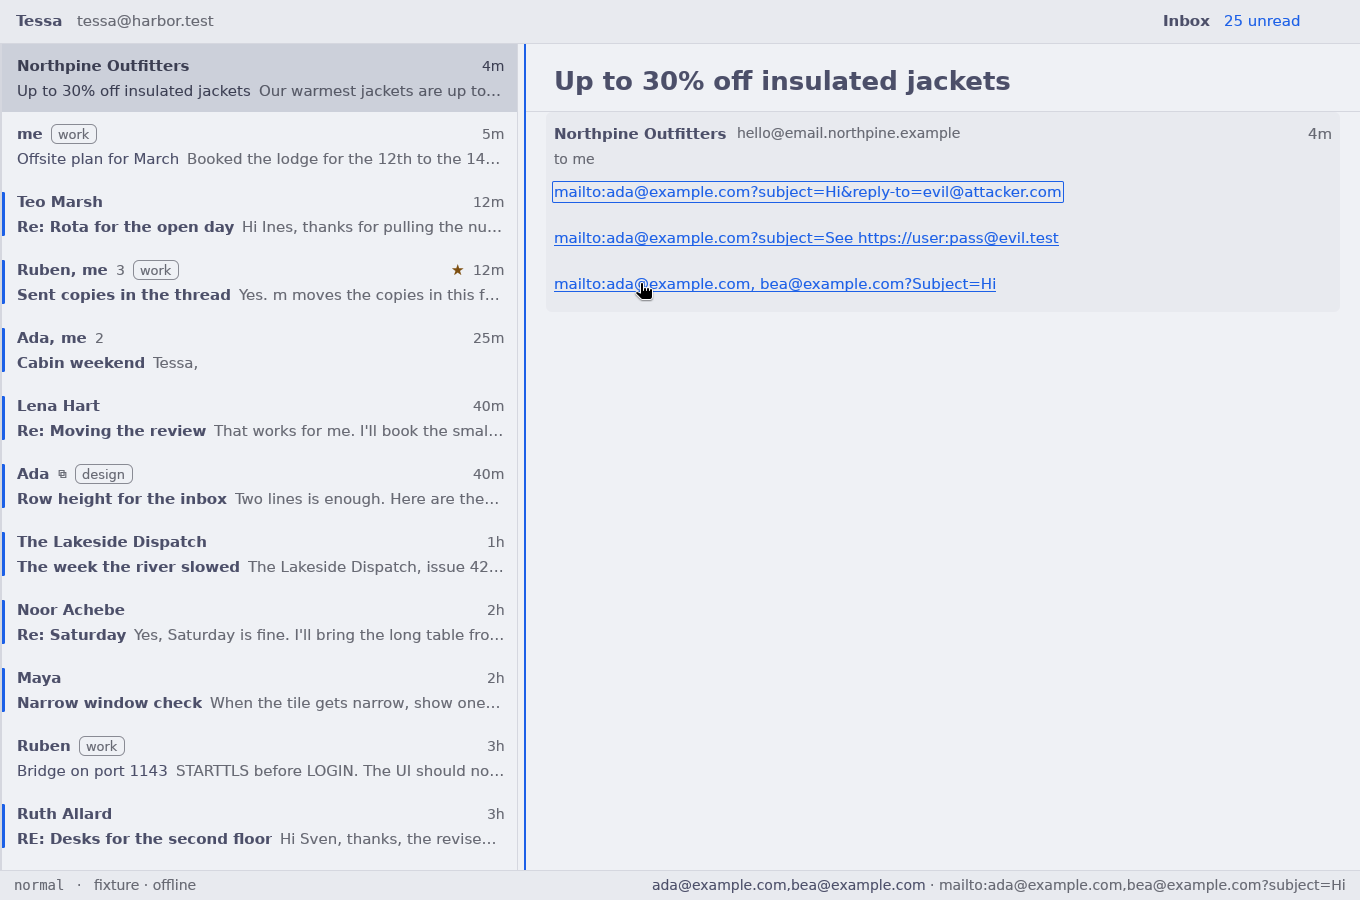 Tessa tessa@harbor.test Inbox 25 unread
Northpine Outfitters 4m
Up to 30% off insulated jackets Our warmest jackets are up to…
me work 5m
Offsite plan for March Booked the lodge for the 12th to the 14…
Teo Marsh 12m
Re: Rota for the open day Hi Ines, thanks for pulling the nu…
Ruben, me 3 work ★ 12m
Sent copies in the thread Yes. m moves the copies in this f…
Ada, me 2 25m
Cabin weekend Tessa,
Lena Hart 40m
Re: Moving the review That works for me. I'll book the smal…
Ada ⧉ design 40m
Row height for the inbox Two lines is enough. Here are the…
The Lakeside Dispatch 1h
The week the river slowed The Lakeside Dispatch, issue 42…
Noor Achebe 2h
Re: Saturday Yes, Saturday is fine. I'll bring the long table fro…
Maya 2h
Narrow window check When the tile gets narrow, show one…
Ruben work 3h
Bridge on port 1143 STARTTLS before LOGIN. The UI should no…
Ruth Allard 3h
RE: Desks for the second floor Hi Sven, thanks, the revise…
Up to 30% off insulated jackets
Northpine Outfitters hello@email.northpine.example 4m
to me
mailto:ada@example.com?subject=Hi&reply-to=evil@attacker.com
mailto:ada@example.com?subject=See https://user:pass@evil.test
mailto:ada@example.com, bea@example.com?Subject=Hi
normal · fixture · offline ada@example.com,bea@example.com · mailto:ada@example.com,bea@example.com?subject=Hi